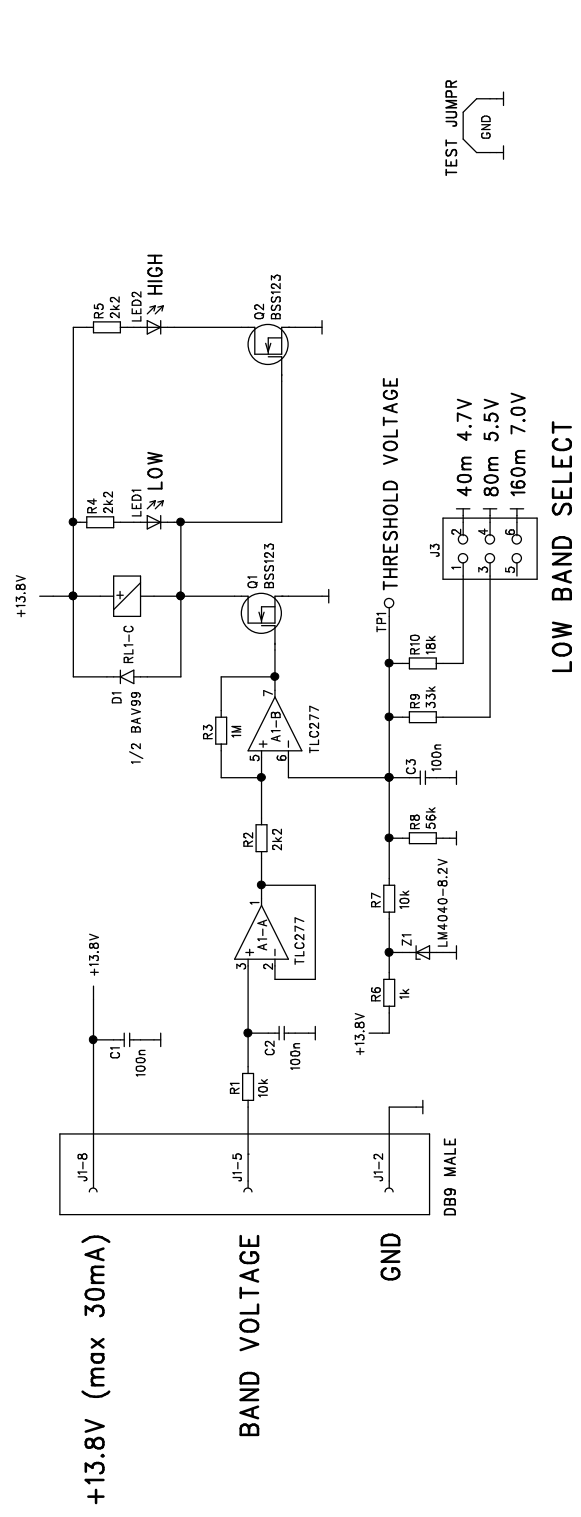 +13.8V (max 30mA)
BAND VOLTAGE
GND
J1-8
J1-5
J1-2
DB9 MALE
C1
100n
+13.8V
R1
10k
C2
100n
3
2
1
A1-A
TLC277
R2
2k2
R3
1M
5
6
7
A1-B
TLC277
+13.8V
D1
1/2 BAV99
RL1-C
R4
2k2
LED1
LOW
R5
2k2
LED2
HIGH
Q1
BSS123
Q2
BSS123
+13.8V
R6
1k
Z1
LM4040-8.2V
R7
10k
R8
56k
C3
100n
R9
33k
R10
18k
TP1
THRESHOLD VOLTAGE
J3
1
2
3
4
5
6
40m 4.7V
80m 5.5V
160m 7.0V
LOW BAND SELECT
TEST JUMPR
GND